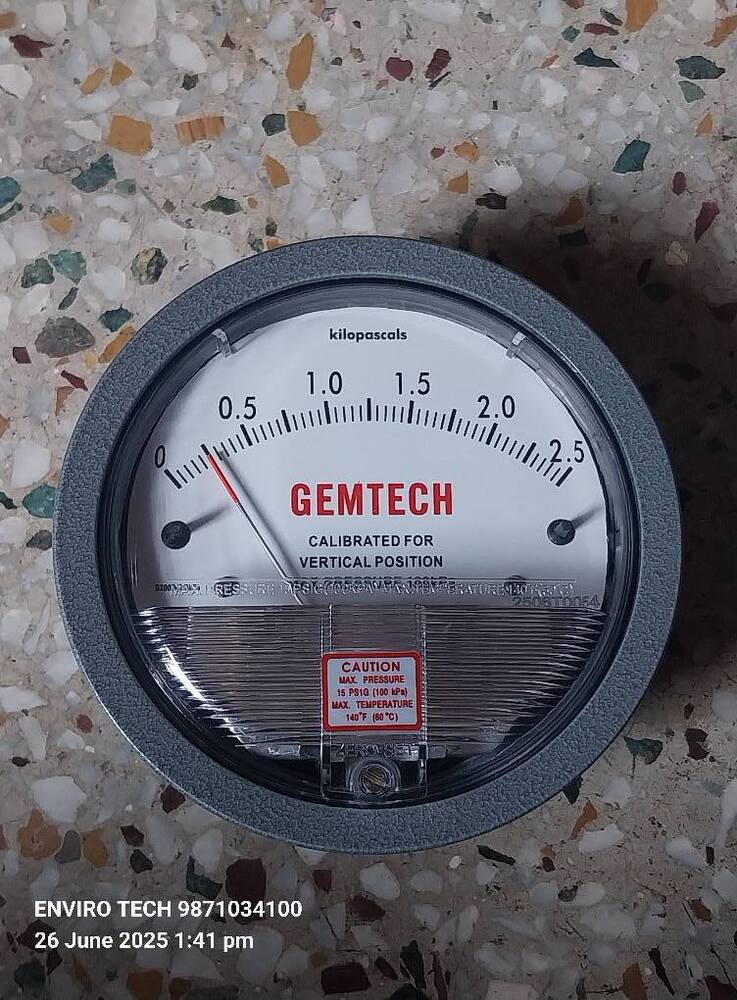 kilopascals
0 0.5 1.0 1.5 2.0 2.5
GEMTECH
CALIBRATED FOR
VERTICAL POSITION
2506T0054
CAUTION
MAX. PRESSURE
15 PSIG (100 kPa)
MAX. TEMPERATURE
140°F (60°C)
ZERO SET
ENVIRO TECH 9871034100
26 June 2025 1:41 pm